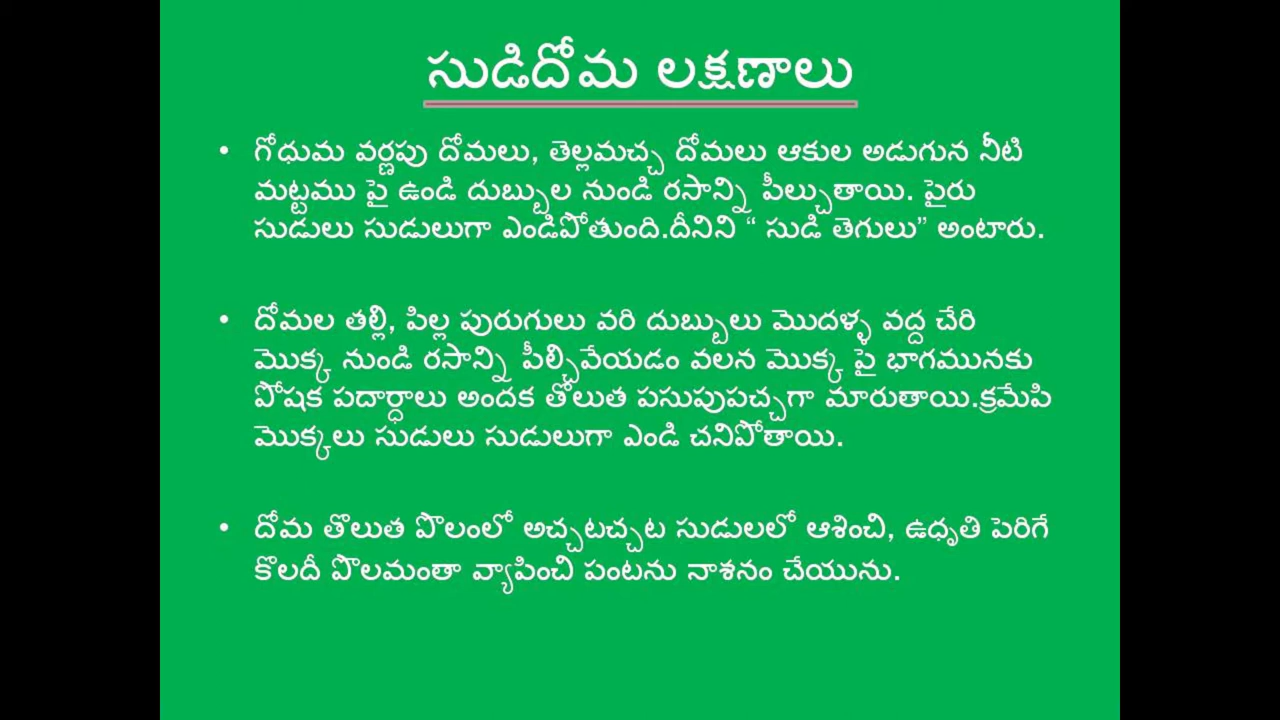 సుడిదోమ లక్షణాలు
• గోధుమ వర్ణపు దోమలు, తెల్లమచ్చ దోమలు ఆకుల అడుగున నీటి
మట్టము పై ఉండి దుబ్బుల నుండి రసాన్ని పీల్చుతాయి. పైరు
సుడులు సుడులుగా ఎండిపోతుంది.దీనిని “ సుడి తెగులు” అంటారు.
• దోమల తల్లి, పిల్ల పురుగులు వరి దుబ్బులు మొదళ్ళ వద్ద చేరి
మొక్క నుండి రసాన్ని పీల్చివేయడం వలన మొక్క పై భాగమునకు
పోషక పదార్ధాలు అందక తోలుత పసుపుపచ్చగా మారుతాయి.క్రమేపి
మొక్కలు సుడులు సుడులుగా ఎండి చనిపోతాయి.
• దోమ తొలుత పొలంలో అచ్చటచ్చట సుడులలో ఆశించి, ఉధృతి పెరిగే
కొలదీ పొలమంతా వ్యాపించి పంటను నాశనం చేయును.